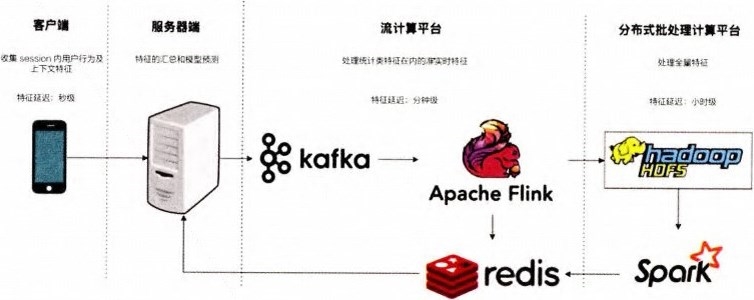 客户端
收集 session 内用户行为及
上下文特征
特征延迟：秒级
服务器端
特征的汇总和模型预测
流计算平台
处理统计类特征在内的准实时特征
特征延迟：分钟级
分布式批处理计算平台
处理全量特征
特征延迟：小时级
kafka
Apache Flink
hadoop
HDFS
redis
Spark